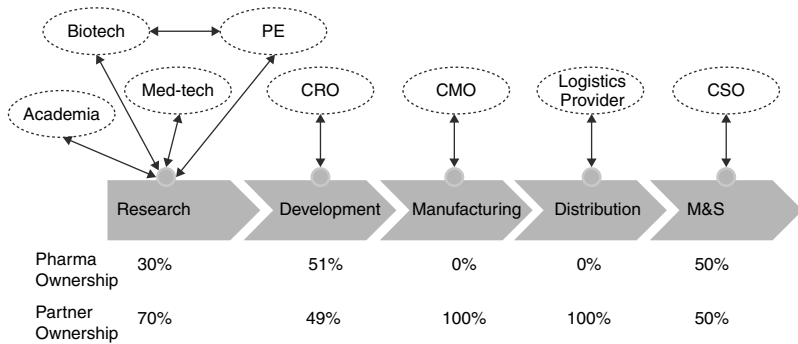 Biotech
PE
Med-tech
Academia
CRO
CMO
Logistics
Provider
CSO
Research
Development
Manufacturing
Distribution
M&S
Pharma
Ownership
30%
51%
0%
0%
50%
Partner
Ownership
70%
49%
100%
100%
50%